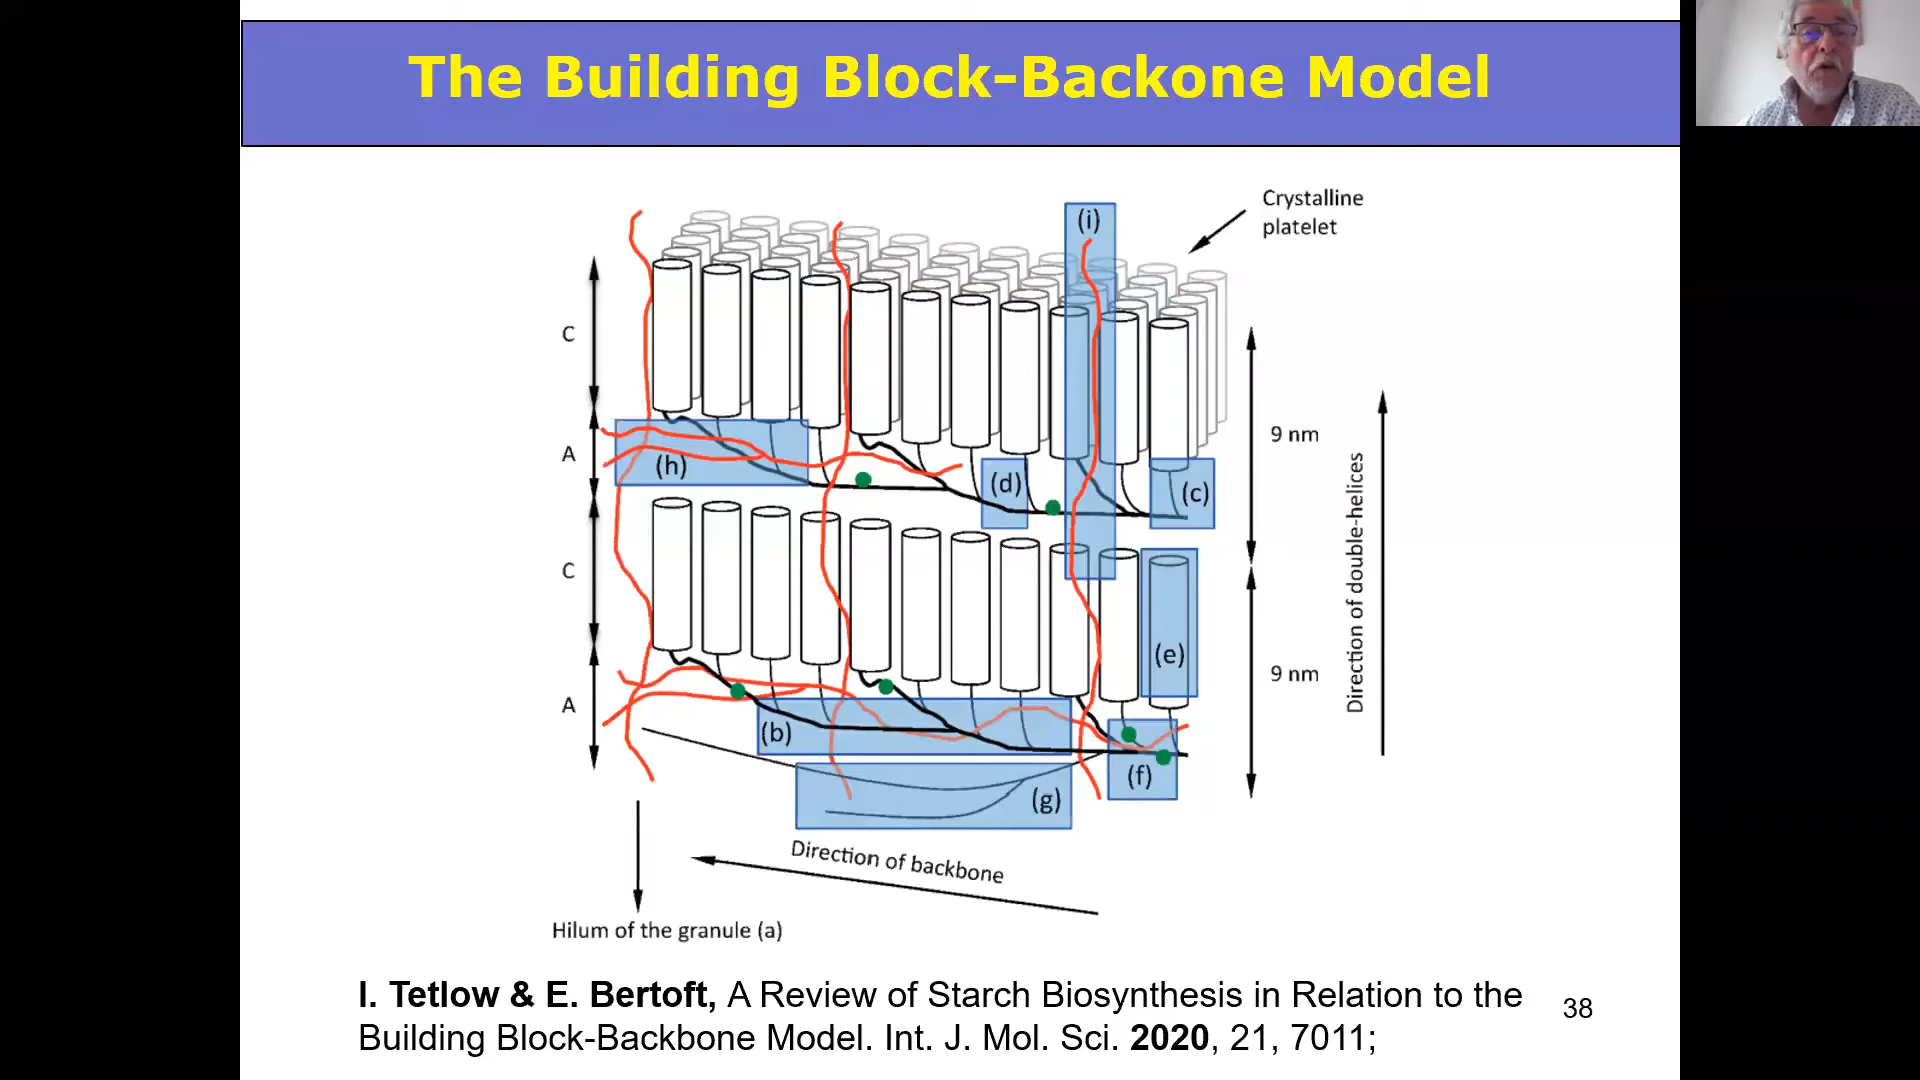 The Building Block-Backone Model
Crystalline
platelet
(i)
C
A
(h)
(d)
(c)
9 nm
C
(e)
9 nm
A
(b)
(f)
(g)
Direction of double-helices
Direction of backbone
Hilum of the granule (a)
I. Tetlow & E. Bertoft, A Review of Starch Biosynthesis in Relation to the
Building Block-Backbone Model. Int. J. Mol. Sci. 2020, 21, 7011;
38